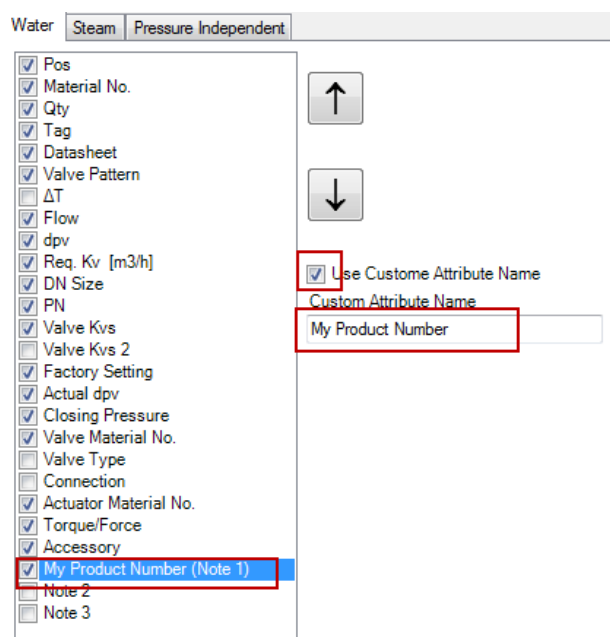 Water Steam Pressure Independent
Pos
Material No.
Qty
Tag
Datasheet
Valve Pattern
ΔT
Flow
dpv
Req. Kv [m3/h]
DN Size
PN
Valve Kvs
Valve Kvs 2
Factory Setting
Actual dpv
Closing Pressure
Valve Material No.
Valve Type
Connection
Actuator Material No.
Torque/Force
Accessory
My Product Number (Note 1)
Note 2
Note 3
Use Custome Attribute Name
Custom Attribute Name
My Product Number